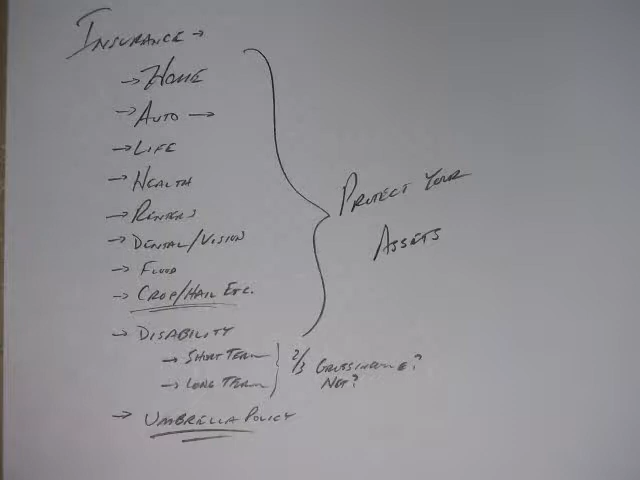 INSURANCE →
→ HOME
→ AUTO →
→ LIFE
→ HEALTH
→ RENTERS
→ DENTAL/VISION
→ FLOOD
→ CROP/HAIL ETC.
→ DISABILITY
→ SHORT TERM
→ LONG TERM
2/3 GROSS INCOME?
NET?
→ UMBRELLA POLICY
PROTECT YOUR
ASSETS